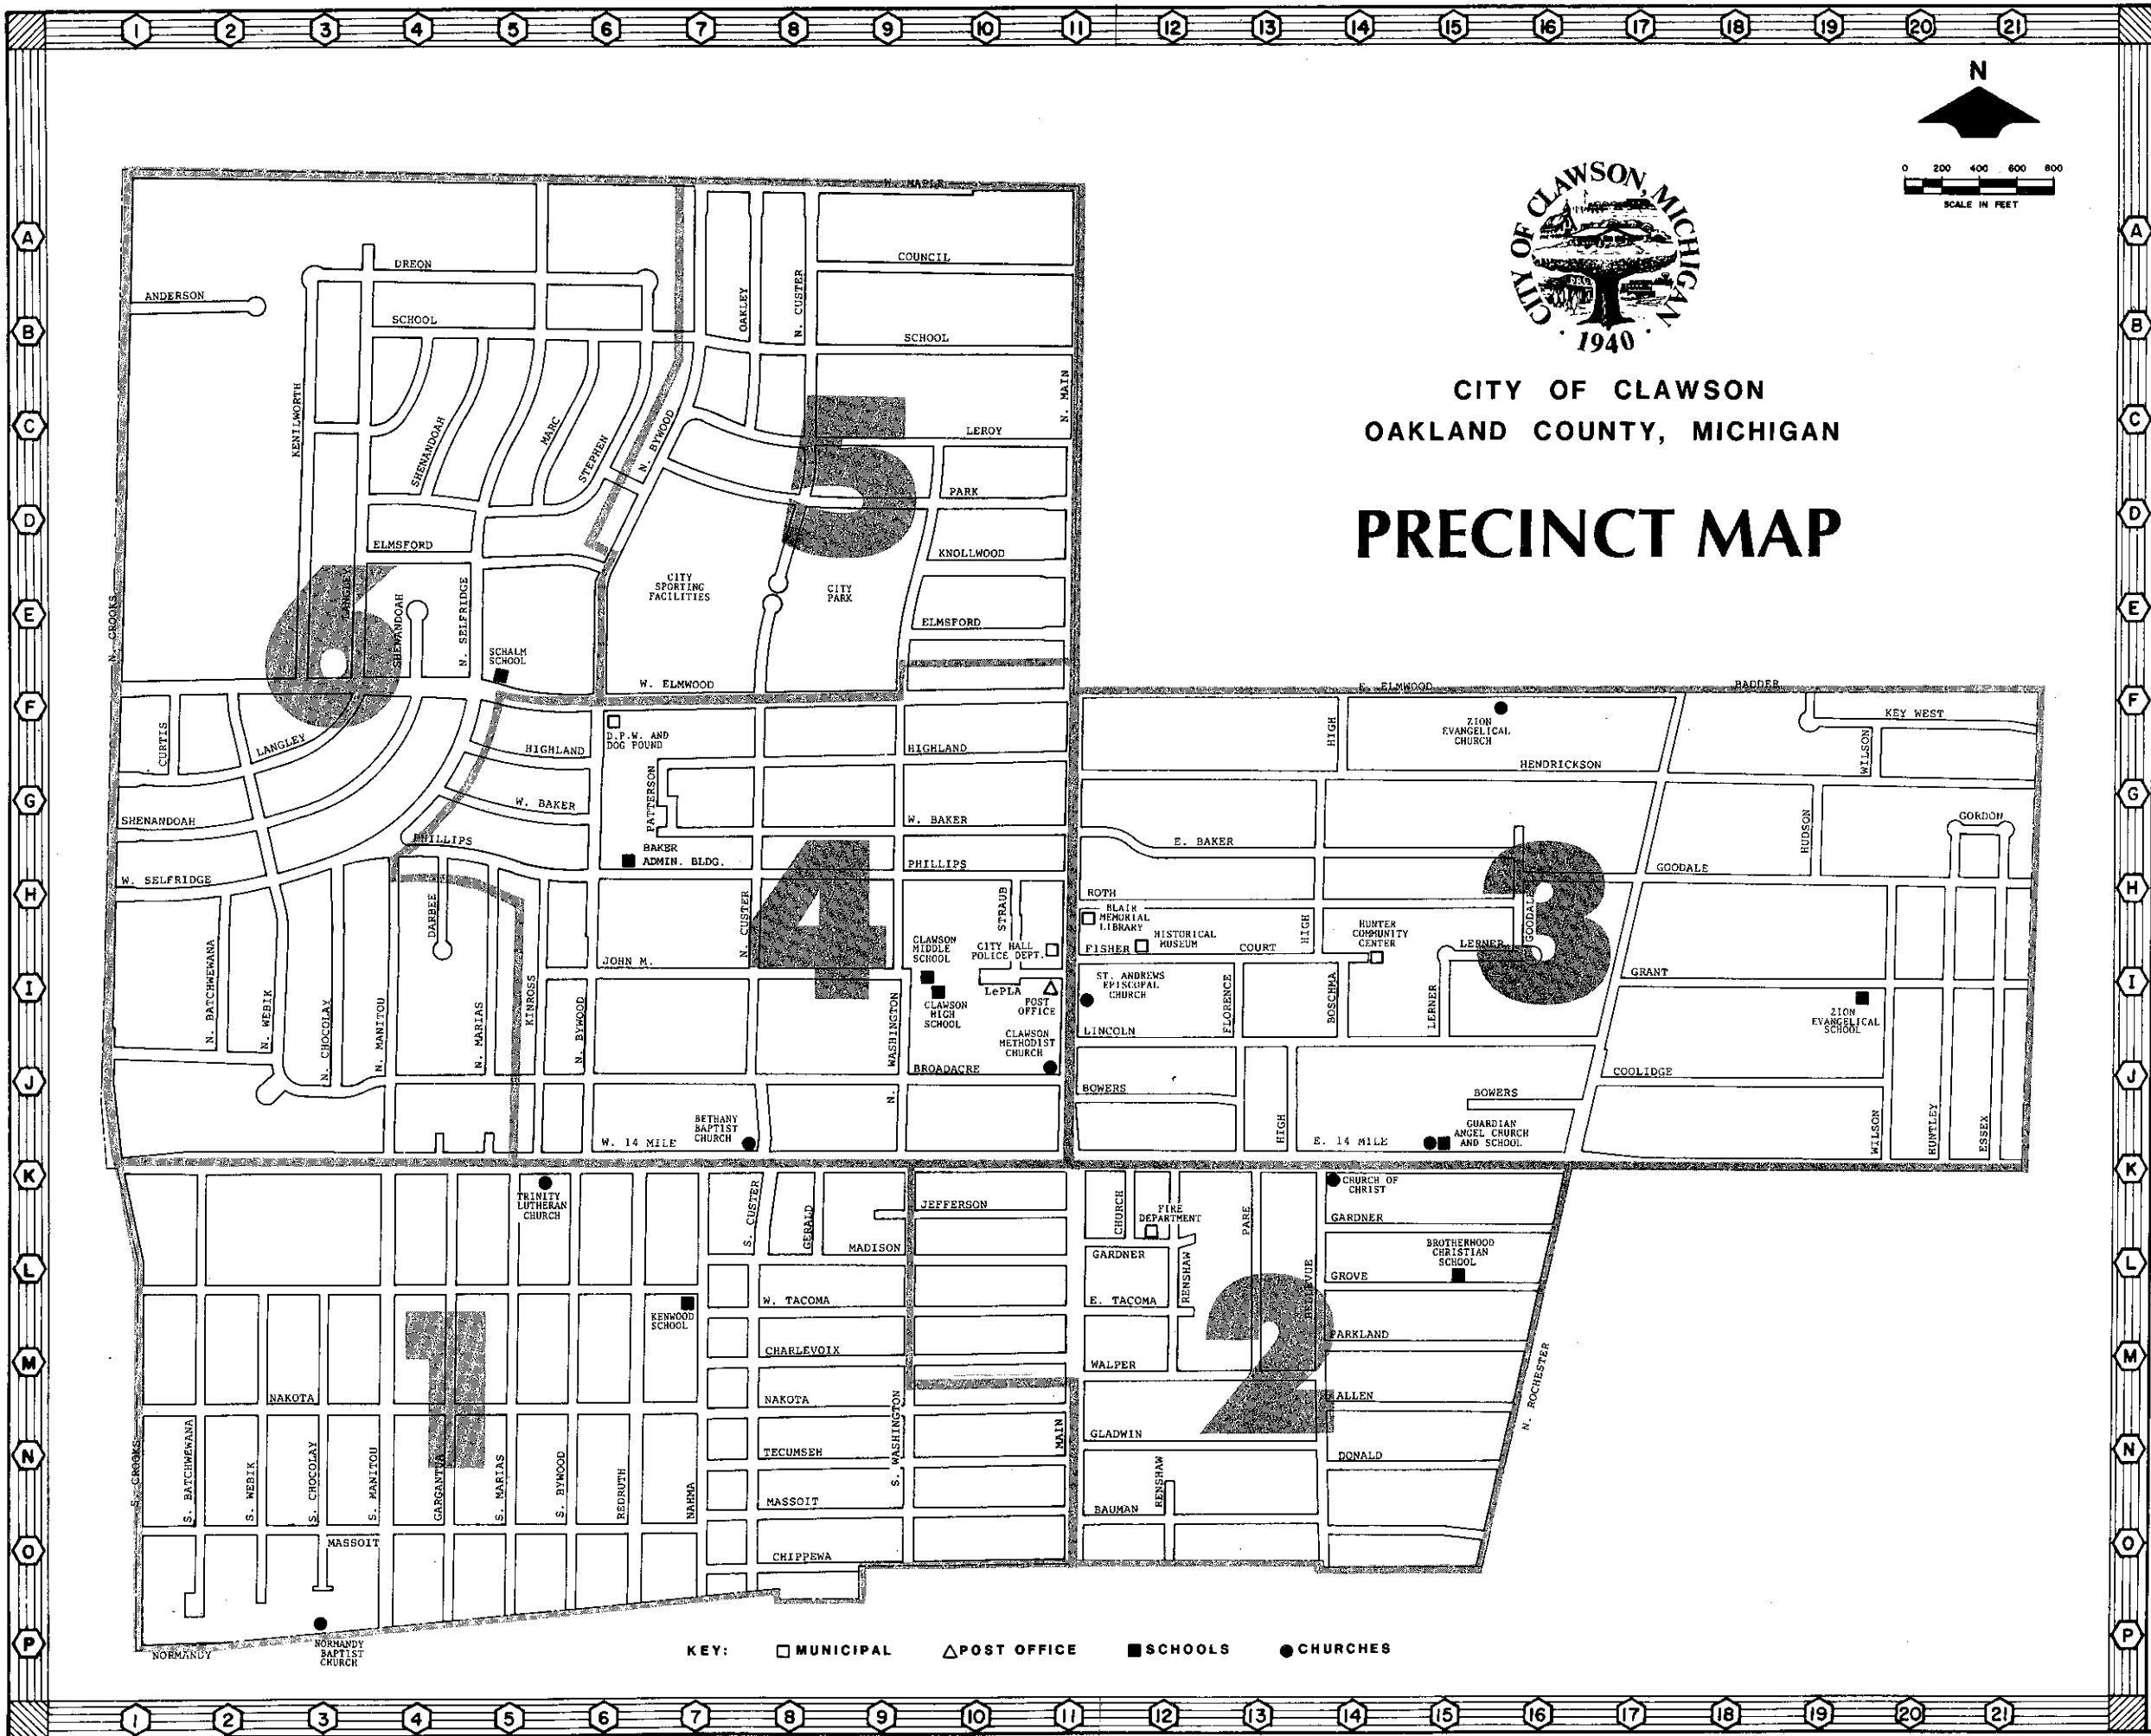 1 2 3 4 5 6 7 8 9 10 11 12 13 14 15 16 17 18 19 20 21
N
0 200 400 600 800
SCALE IN FEET
CITY OF CLAWSON, MICHIGAN
· 1940 ·
CITY OF CLAWSON
OAKLAND COUNTY, MICHIGAN
PRECINCT MAP
A
B
C
D
E
F
G
H
I
J
K
L
M
N
O
P
A
B
C
D
E
F
G
H
I
J
K
L
M
N
O
P
W. MAPLE
COUNCIL
DREON
ANDERSON
OAKLEY
N. CUSTER
SCHOOL
SCHOOL
KENILWORTH
SHENANDOAH
MARC
STEPHEN
N. BYWOOD
N. MAIN
LEROY
5
PARK
ELMSFORD
KNOLLWOOD
CITY
SPORTING
FACILITIES
CITY
PARK
N. CROOKS
LANGLEY
SHENANDOAH
N. SELFRIDGE
ELMSFORD
6
SCHALM
SCHOOL
W. ELMWOOD
E. ELMWOOD
BADDER
CURTIS
LANGLEY
HIGHLAND
D.P.W. AND
DOG POUND
HIGHLAND
HIGH
ZION
EVANGELICAL
CHURCH
KEY WEST
WILSON
HENDRICKSON
PATTERSON
W. BAKER
SHENANDOAH
W. BAKER
PHILLIPS
BAKER
ADMIN. BLDG.
PHILLIPS
E. BAKER
HUDSON
GORDON
GOODALE
W. SELFRIDGE
DARBEE
N. CUSTER
4
STRAUB
ROTH
BLAIR
MEMORIAL
LIBRARY
HIGH
HUNTER
COMMUNITY
CENTER
GOODALE
3
CLAWSON
MIDDLE
SCHOOL
CITY HALL
POLICE DEPT.
FISHER
HISTORICAL
MUSEUM
COURT
LERNER
N. BATCHWEWANA
N. WEBIK
N. CHOCOLAY
N. MANITOU
N. MARIAS
KINROSS
N. BYWOOD
JOHN M.
N. WASHINGTON
CLAWSON
HIGH
SCHOOL
LePLA
POST
OFFICE
ST. ANDREWS
EPISCOPAL
CHURCH
FLORENCE
BOSCHMA
LERNER
GRANT
ZION
EVANGELICAL
SCHOOL
CLAWSON
METHODIST
CHURCH
LINCOLN
BROADACRE
BOWERS
COOLIDGE
BOWERS
W. 14 MILE
BETHANY
BAPTIST
CHURCH
HIGH
E. 14 MILE
GUARDIAN
ANGEL CHURCH
AND SCHOOL
WILSON
HUNTLEY
ESSEX
TRINITY
LUTHERAN
CHURCH
S. CUSTER
GERALD
JEFFERSON
CHURCH
FIRE
DEPARTMENT
PARE
CHURCH OF
CHRIST
GARDNER
MADISON
GARDNER
RENSHAW
BROTHERHOOD
CHRISTIAN
SCHOOL
BELLEVUE
GROVE
KENWOOD
SCHOOL
W. TACOMA
E. TACOMA
2
1
CHARLEVOIX
WALPER
PARKLAND
N. ROCHESTER
NAKOTA
NAKOTA
ALLEN
S. CROOKS
S. BATCHWEWANA
S. WEBIK
S. CHOCOLAY
S. MANITOU
GARGANTUA
S. MARIAS
S. BYWOOD
REDRUTH
NAHMA
TECUMSEH
S. WASHINGTON
MAIN
GLADWIN
DONALD
MASSOIT
BAUMAN
RENSHAW
MASSOIT
CHIPPEWA
NORMANDY
NORMANDY
BAPTIST
CHURCH
KEY: MUNICIPAL POST OFFICE SCHOOLS CHURCHES
1 2 3 4 5 6 7 8 9 10 11 12 13 14 15 16 17 18 19 20 21